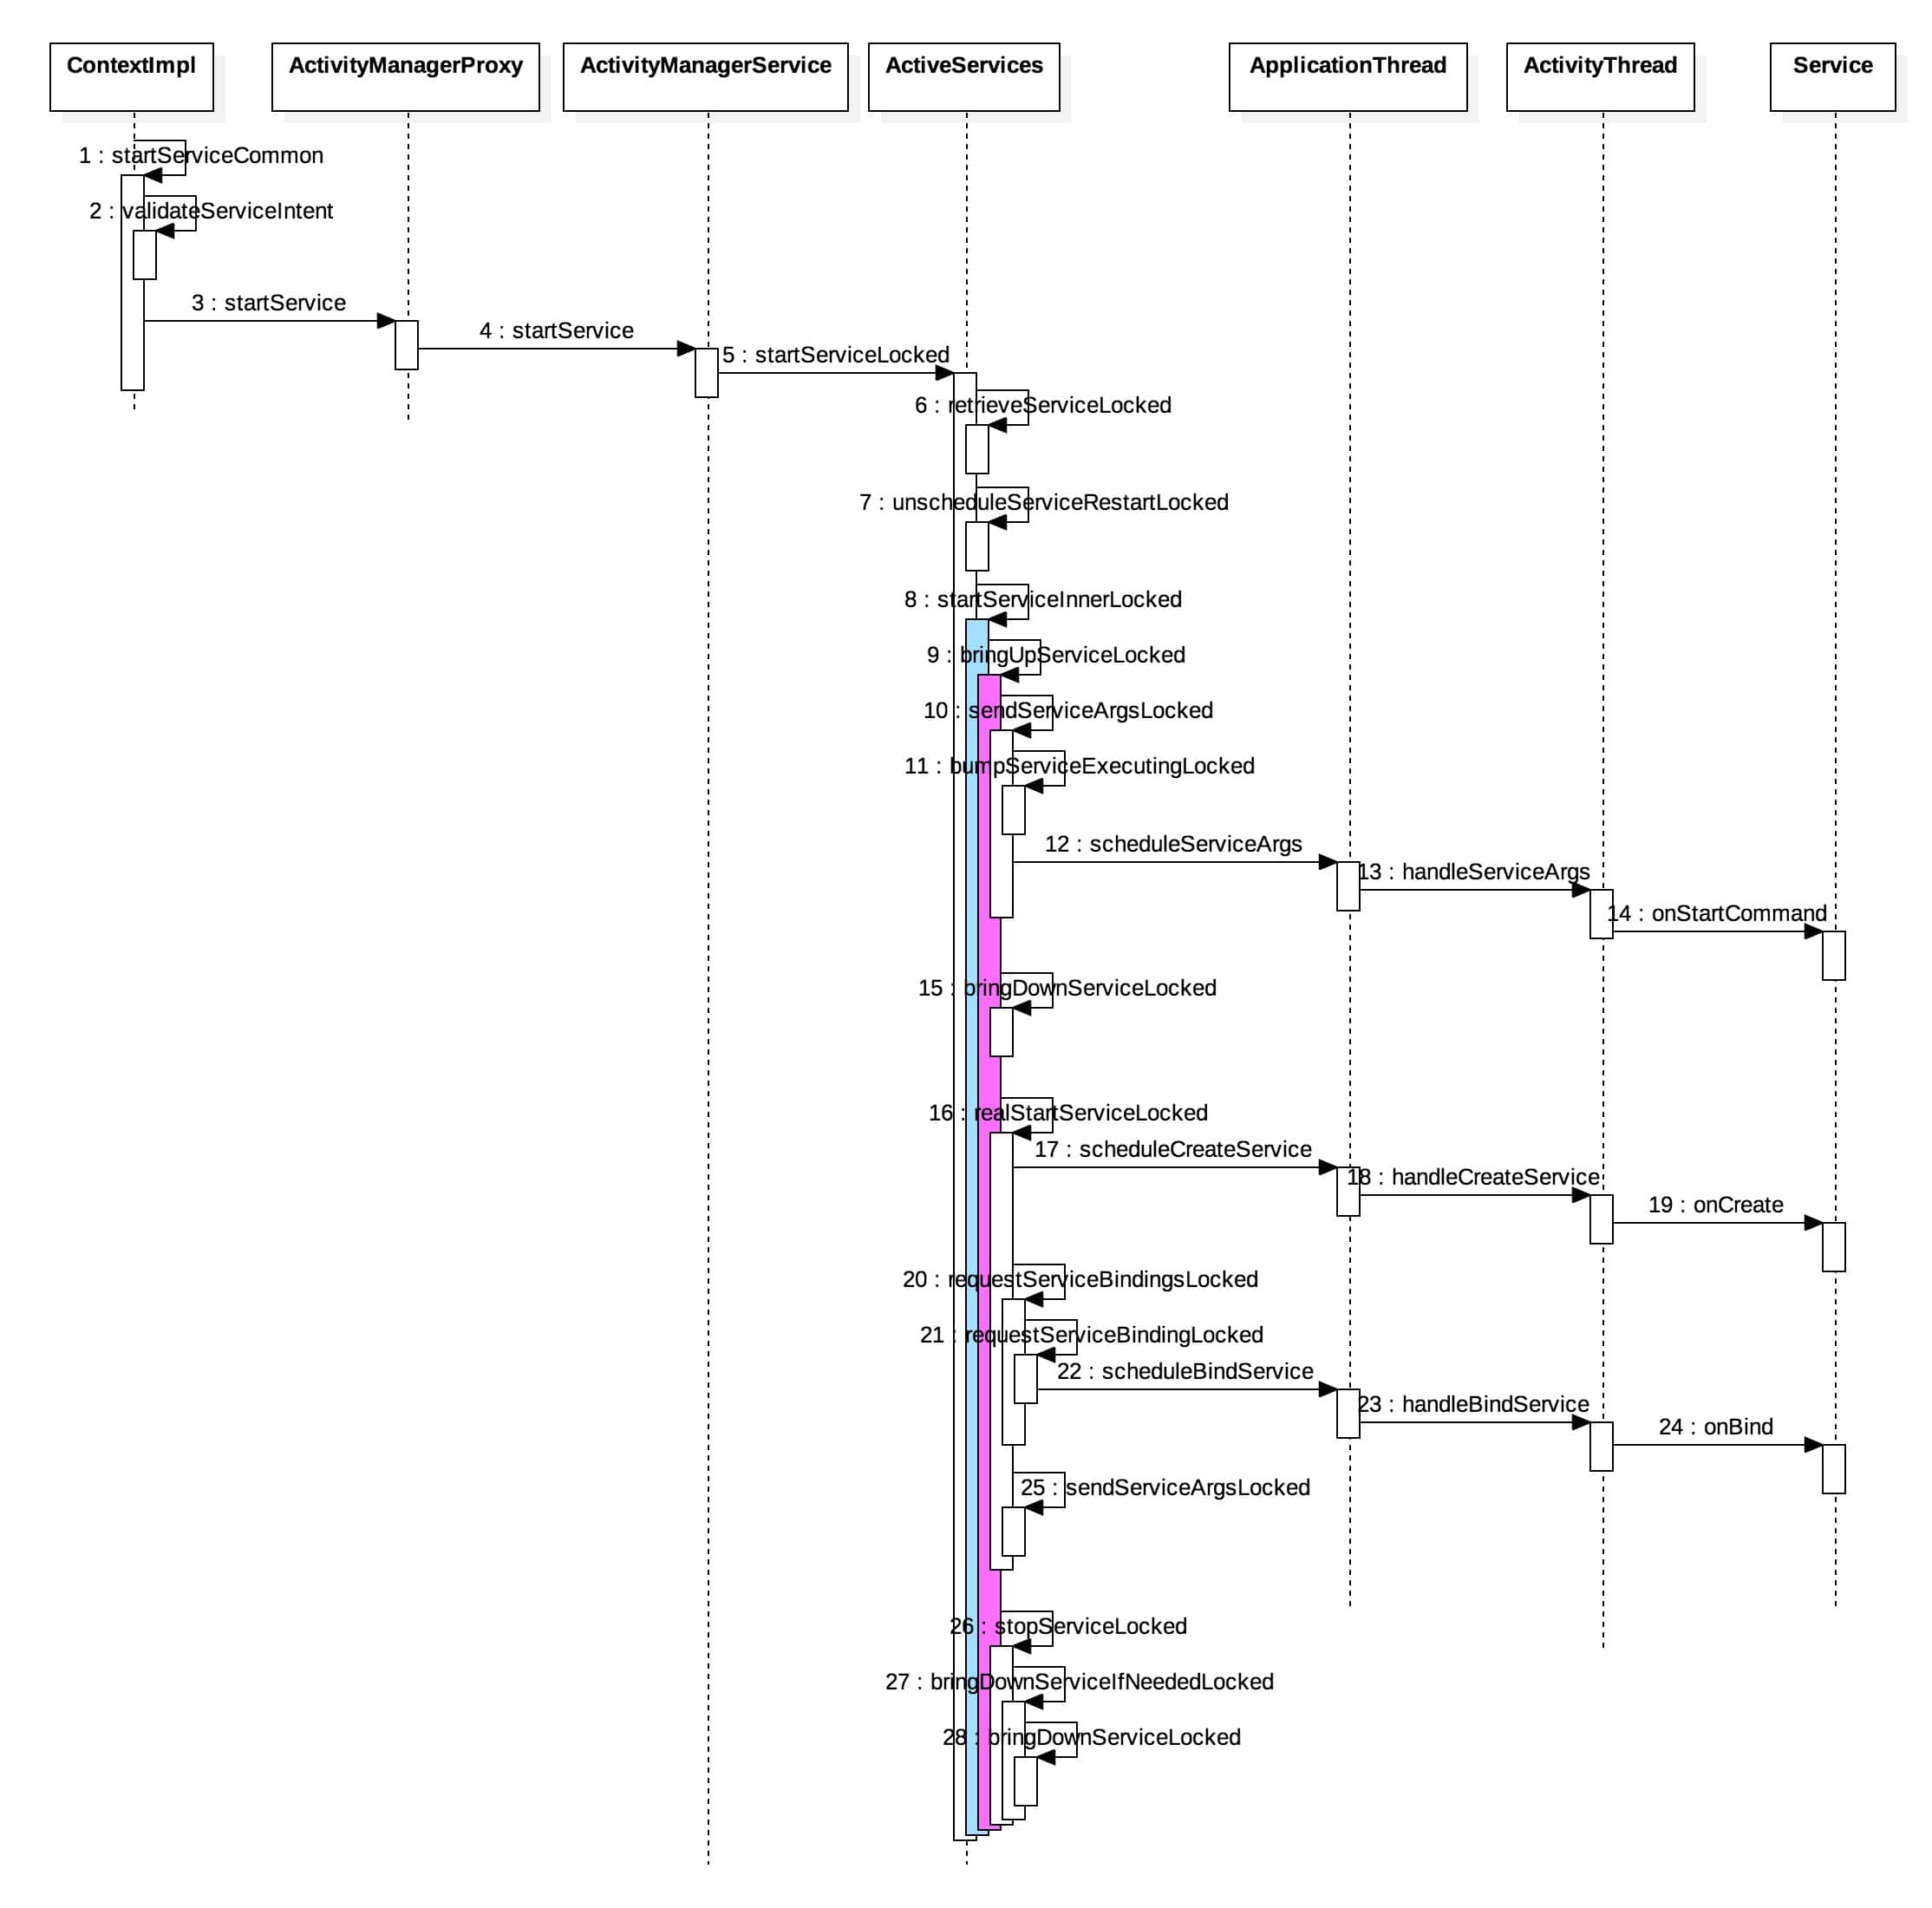 ContextImpl
ActivityManagerProxy
ActivityManagerService
ActiveServices
ApplicationThread
ActivityThread
Service
1 : startServiceCommon
2 : validateServiceIntent
3 : startService
4 : startService
5 : startServiceLocked
6 : retrieveServiceLocked
7 : unscheduleServiceRestartLocked
8 : startServiceInnerLocked
9 : bringUpServiceLocked
10 : sendServiceArgsLocked
11 : bumpServiceExecutingLocked
12 : scheduleServiceArgs
13 : handleServiceArgs
14 : onStartCommand
15 : bringDownServiceLocked
16 : realStartServiceLocked
17 : scheduleCreateService
18 : handleCreateService
19 : onCreate
20 : requestServiceBindingsLocked
21 : requestServiceBindingLocked
22 : scheduleBindService
23 : handleBindService
24 : onBind
25 : sendServiceArgsLocked
26 : stopServiceLocked
27 : bringDownServiceIfNeededLocked
28 : bringDownServiceLocked